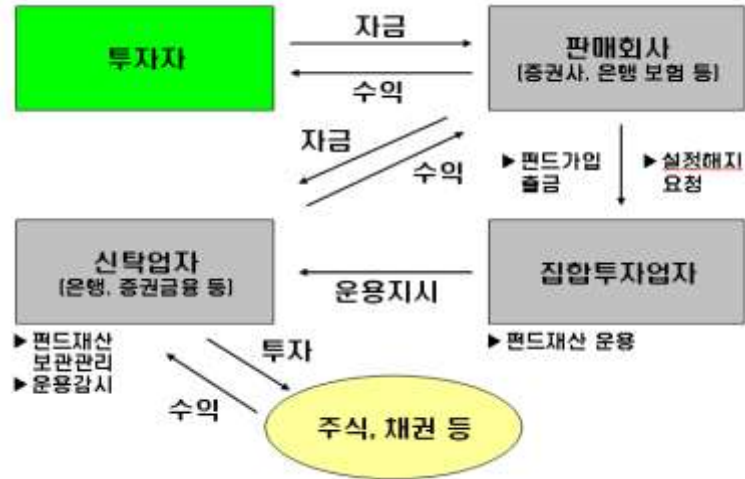 투자자
자금
수익
판매회사
(증권사, 은행 보험 등)
자금
수익
▶ 펀드가입
출금
▶ 설정해지
요청
신탁업자
(은행, 증권금융 등)
운용지시
집합투자업자
▶ 펀드재산
보관관리
▶ 운용감시
▶ 펀드재산 운용
투자
수익
주식, 채권 등